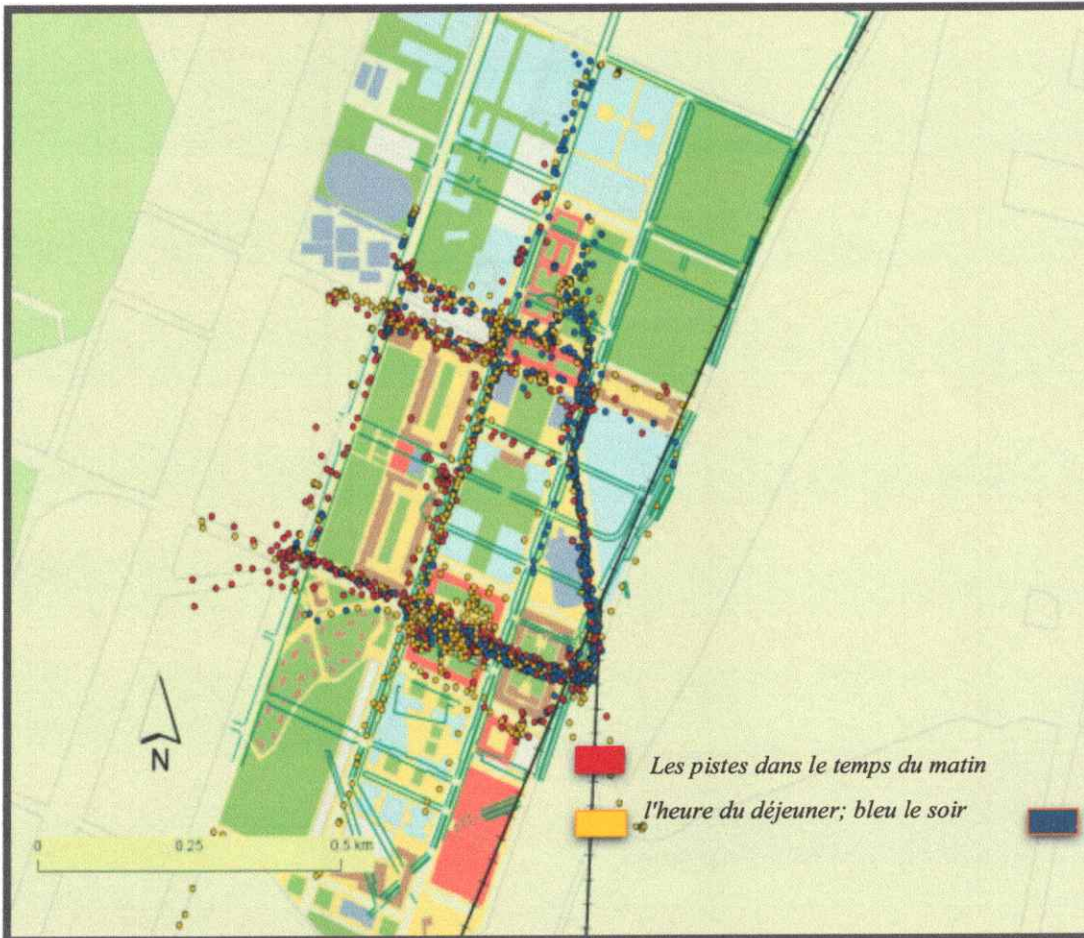 N
Les pistes dans le temps du matin
l'heure du déjeuner; bleu le soir
0 0.25 0.5 km